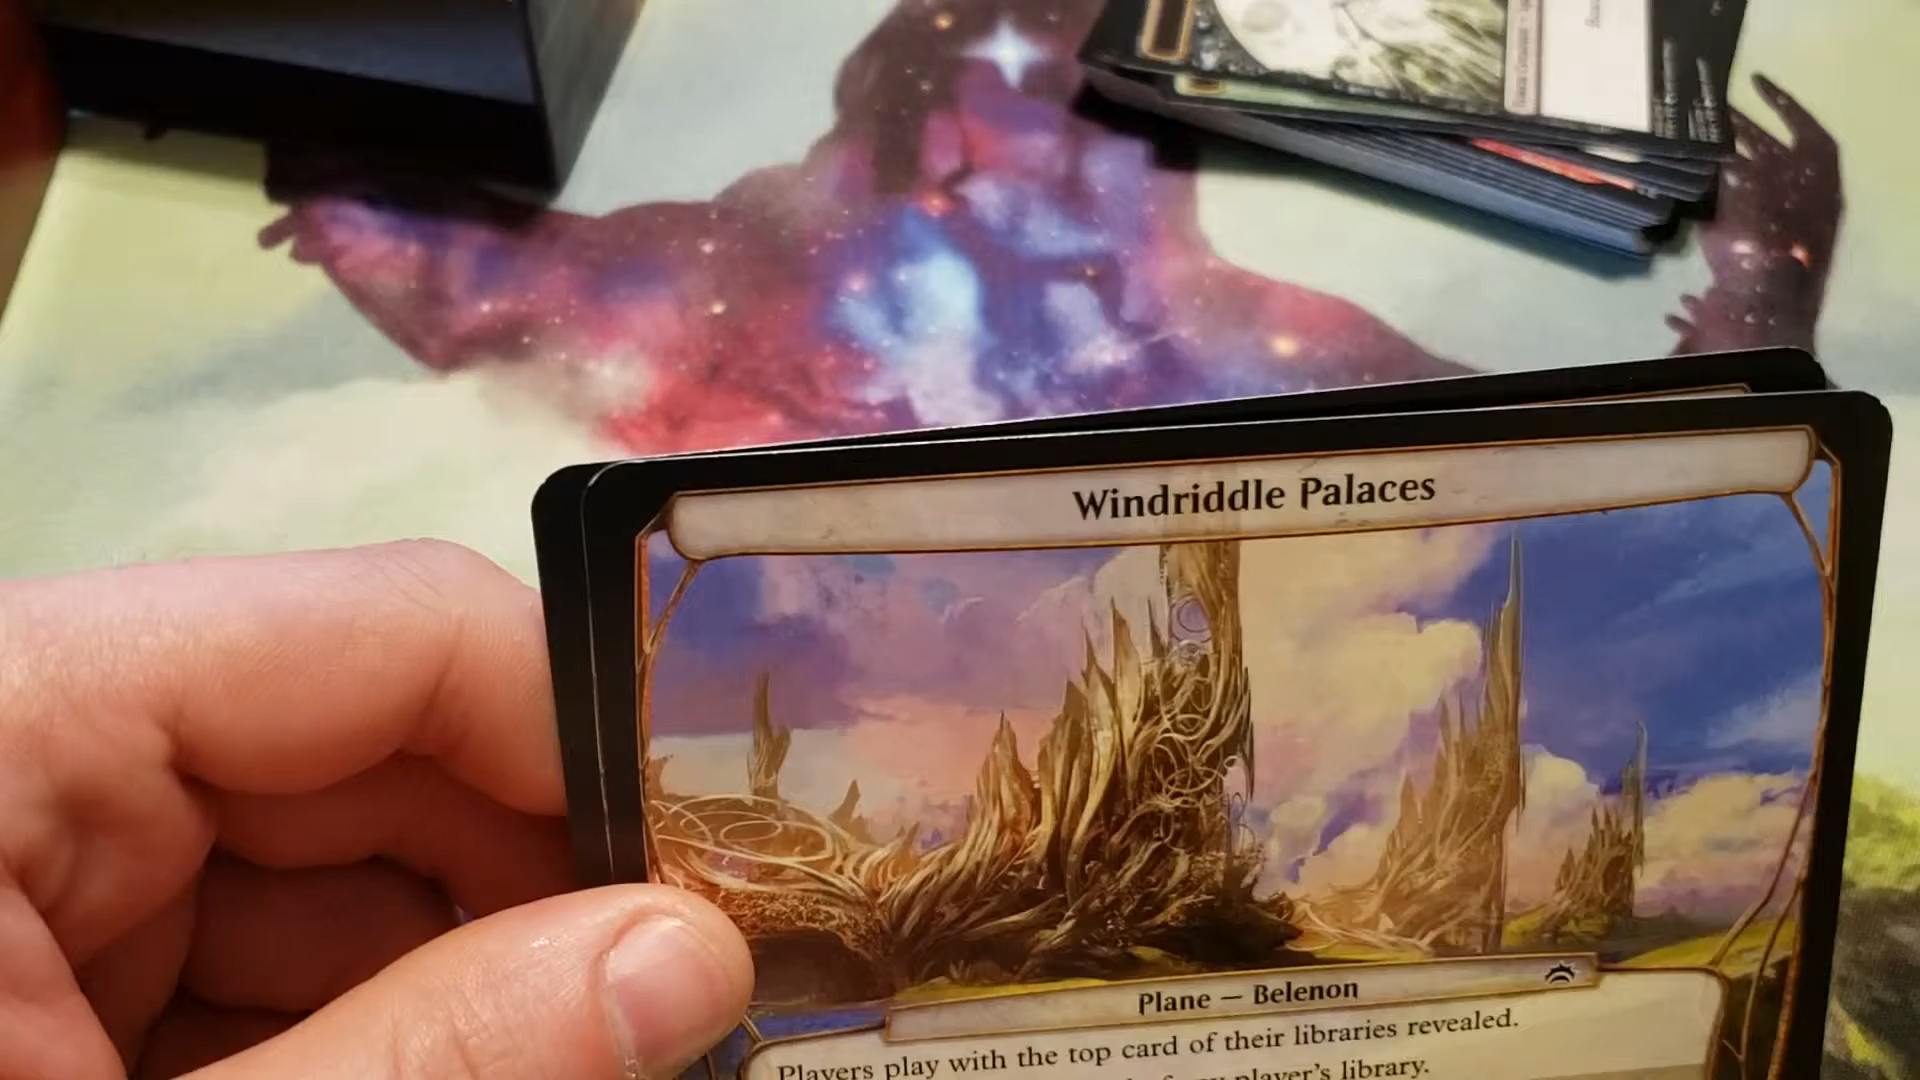 Windriddle Palaces
Plane — Belenon
Players play with the top card of their libraries revealed.
player's library.